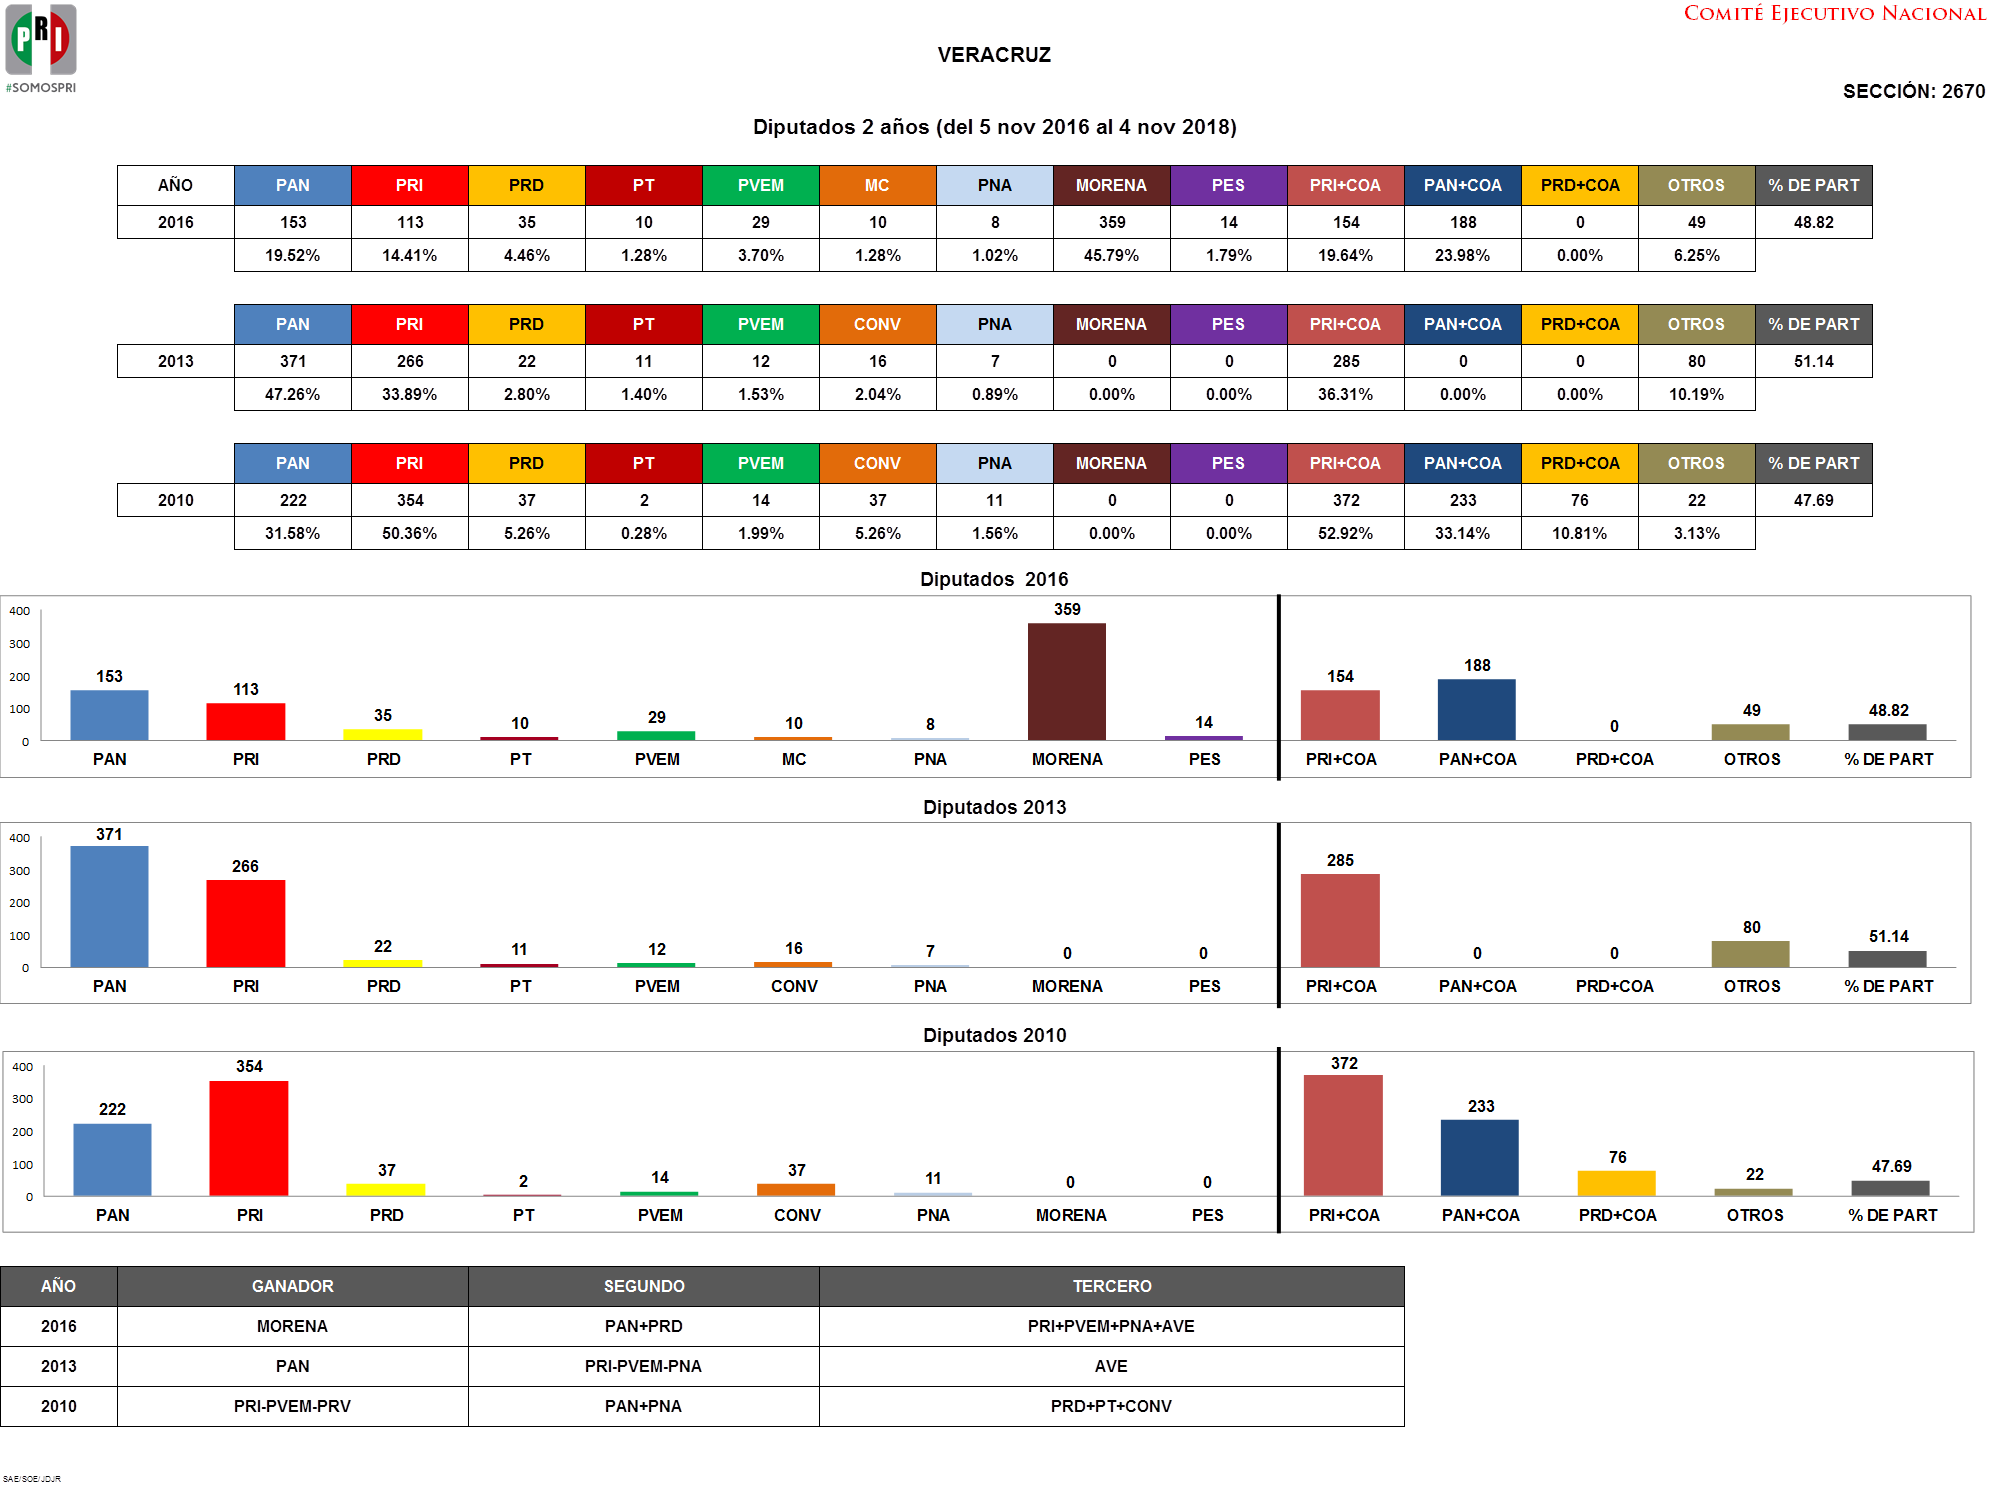 COMITÉ EJECUTIVO NACIONAL
PRI
#SOMOSPRI
VERACRUZ
SECCIÓN: 2670
Diputados 2 años (del 5 nov 2016 al 4 nov 2018)
AÑO PAN PRI PRD PT PVEM MC PNA MORENA PES PRI+COA PAN+COA PRD+COA OTROS % DE PART
2016 153 113 35 10 29 10 8 359 14 154 188 0 49 48.82
19.52% 14.41% 4.46% 1.28% 3.70% 1.28% 1.02% 45.79% 1.79% 19.64% 23.98% 0.00% 6.25%
PAN PRI PRD PT PVEM CONV PNA MORENA PES PRI+COA PAN+COA PRD+COA OTROS % DE PART
2013 371 266 22 11 12 16 7 0 0 285 0 0 80 51.14
47.26% 33.89% 2.80% 1.40% 1.53% 2.04% 0.89% 0.00% 0.00% 36.31% 0.00% 0.00% 10.19%
PAN PRI PRD PT PVEM CONV PNA MORENA PES PRI+COA PAN+COA PRD+COA OTROS % DE PART
2010 222 354 37 2 14 37 11 0 0 372 233 76 22 47.69
31.58% 50.36% 5.26% 0.28% 1.99% 5.26% 1.56% 0.00% 0.00% 52.92% 33.14% 10.81% 3.13%
Diputados 2016
400
300
200
100
0
153 113 35 10 29 10 8 359 14 154 188 0 49 48.82
PAN PRI PRD PT PVEM MC PNA MORENA PES PRI+COA PAN+COA PRD+COA OTROS % DE PART
Diputados 2013
400
300
200
100
0
371 266 22 11 12 16 7 0 0 285 0 0 80 51.14
PAN PRI PRD PT PVEM CONV PNA MORENA PES PRI+COA PAN+COA PRD+COA OTROS % DE PART
Diputados 2010
400
300
200
100
0
222 354 37 2 14 37 11 0 0 372 233 76 22 47.69
PAN PRI PRD PT PVEM CONV PNA MORENA PES PRI+COA PAN+COA PRD+COA OTROS % DE PART
AÑO GANADOR SEGUNDO TERCERO
2016 MORENA PAN+PRD PRI+PVEM+PNA+AVE
2013 PAN PRI-PVEM-PNA AVE
2010 PRI-PVEM-PRV PAN+PNA PRD+PT+CONV
SAE/SOE/JDJR